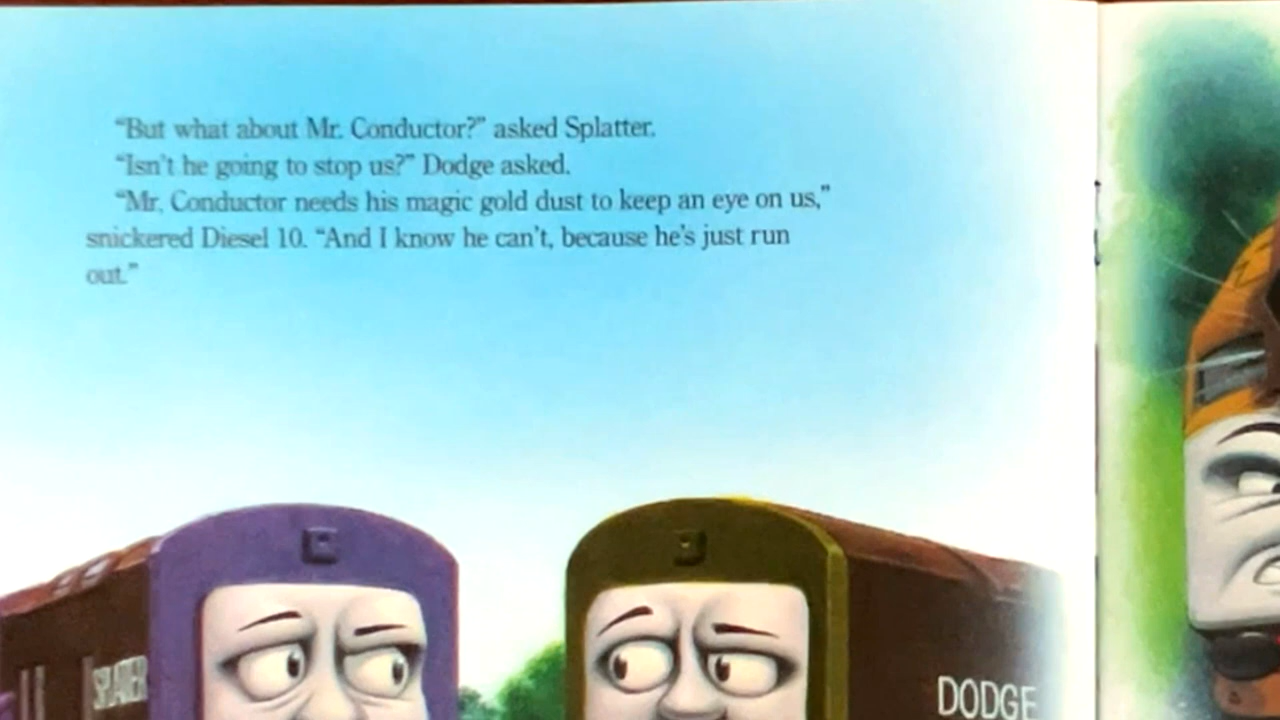 “But what about Mr. Conductor?” asked Splatter.
“Isn't he going to stop us?” Dodge asked.
“Mr. Conductor needs his magic gold dust to keep an eye on us,”
snickered Diesel 10. “And I know he can't, because he's just run
out.”
SPLATTER
DODGE